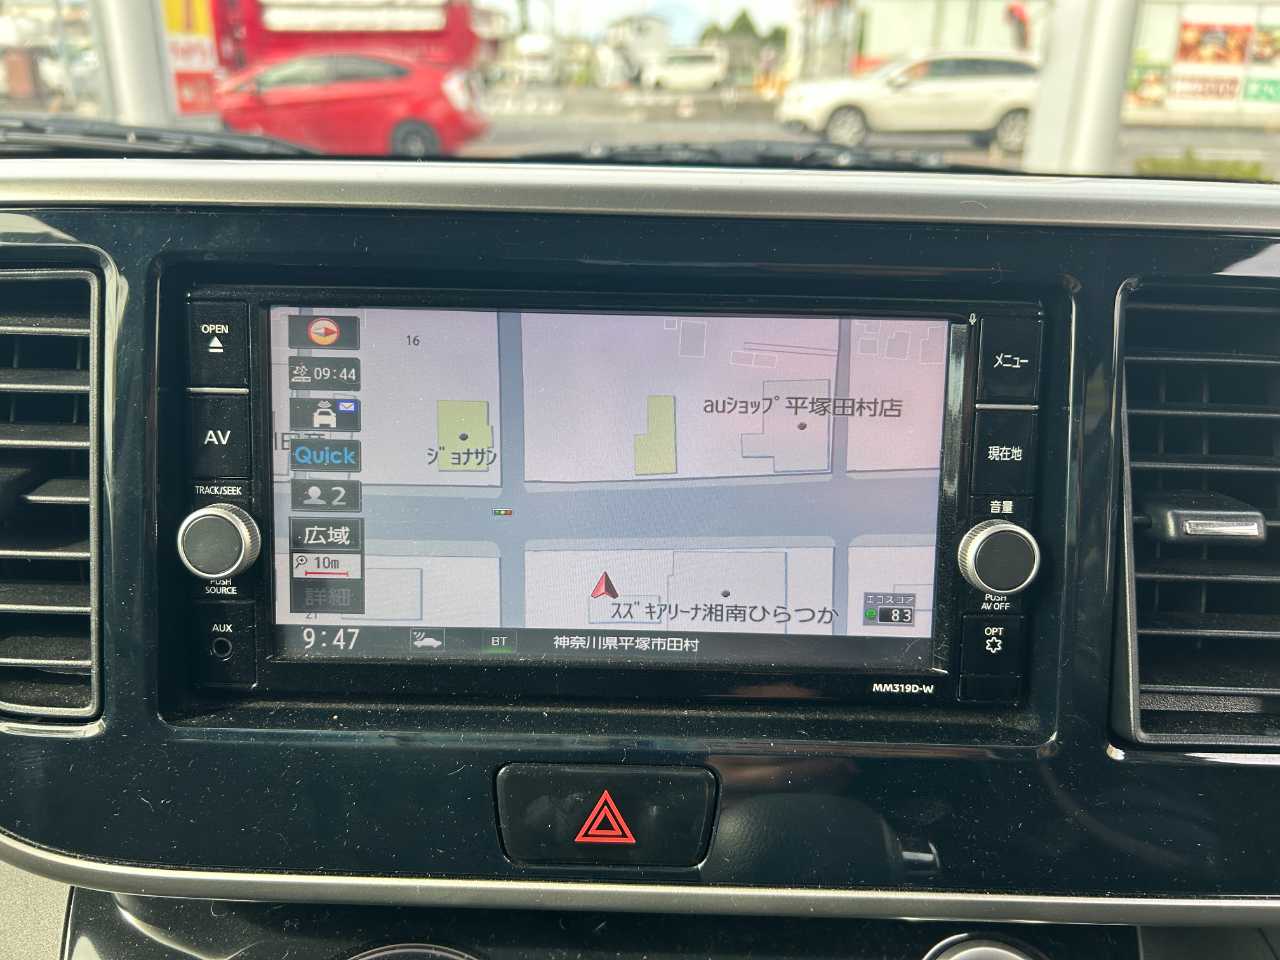 OPEN
AV
TRACK/SEEK
PUSH
SOURCE
AUX
16
09:44
Quick
2
広域
10m
詳細
21
ジョナサン
auショップ平塚田村店
スズキアリーナ湘南ひらつか
エコスコア
83
9:47
BT
神奈川県平塚市田村
MM319D-W
メニュー
現在地
音量
PUSH
AV OFF
OPT